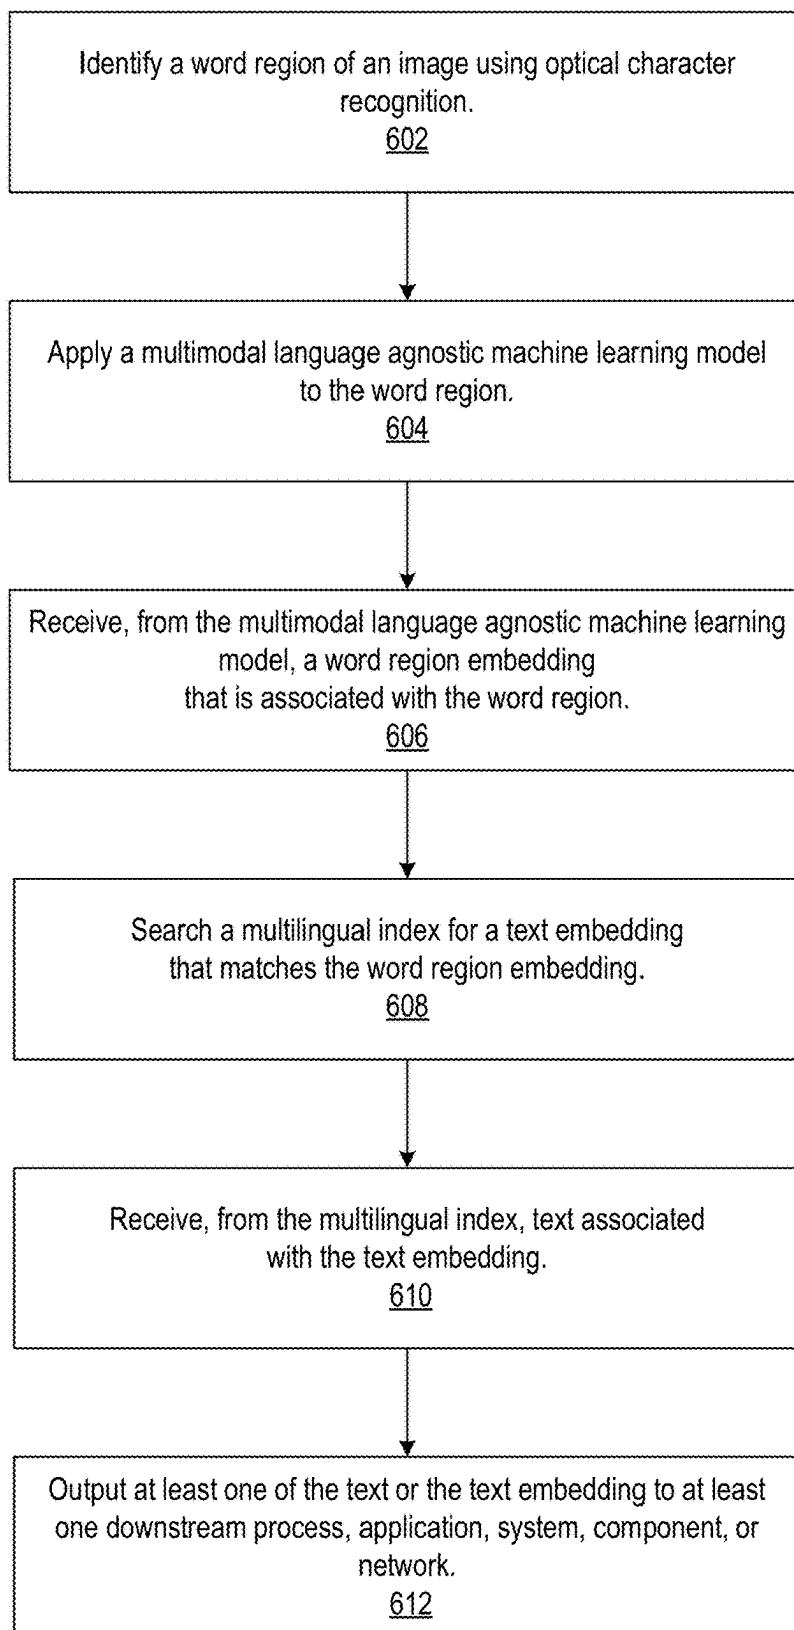 Identify a word region of an image using optical character
recognition.
602
Apply a multimodal language agnostic machine learning model
to the word region.
604
Receive, from the multimodal language agnostic machine learning
model, a word region embedding
that is associated with the word region.
606
Search a multilingual index for a text embedding
that matches the word region embedding.
608
Receive, from the multilingual index, text associated
with the text embedding.
610
Output at least one of the text or the text embedding to at least
one downstream process, application, system, component, or
network.
612